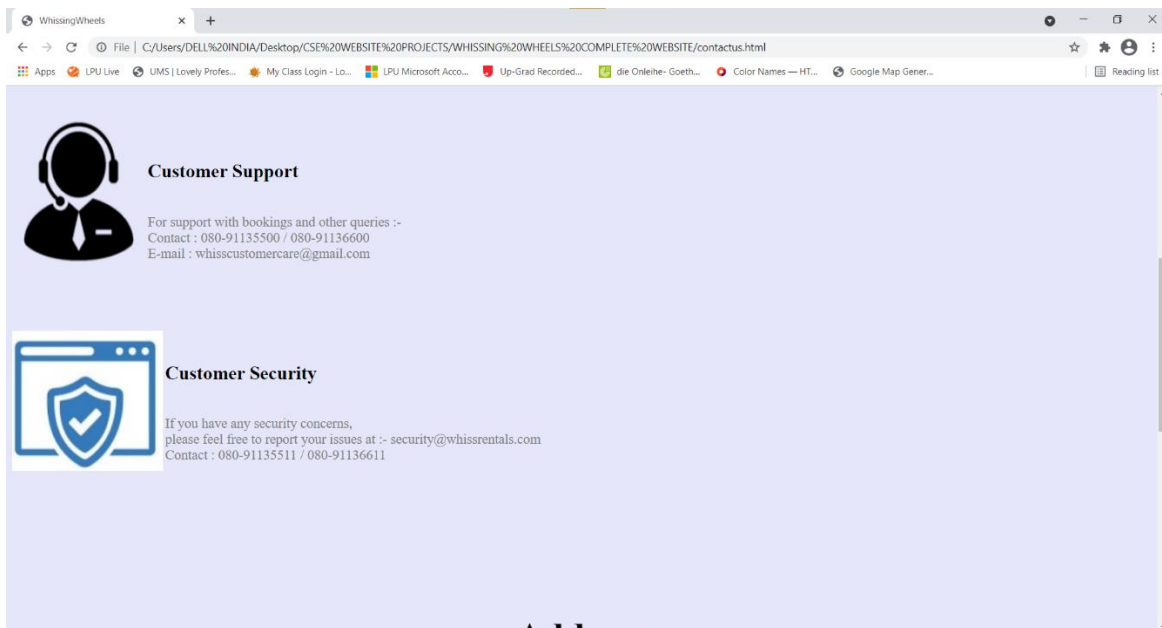 WhissingWheels
File | C:/Users/DELL%20INDIA/Desktop/CSE%20WEBSITE%20PROJECTS/WHISSING%20WHEELS%20COMPLETE%20WEBSITE/contactus.html
Apps LPU Live UMS | Lovely Profes... My Class Login - Lo... LPU Microsoft Acco... Up-Grad Recorded... die Onleihe- Goeth... Color Names — HT... Google Map Gener... Reading list
Customer Support
For support with bookings and other queries :-
Contact : 080-91135500 / 080-91136600
E-mail : whisscustomercare@gmail.com
Customer Security
If you have any security concerns,
please feel free to report your issues at :- security@whissrentals.com
Contact : 080-91135511 / 080-91136611